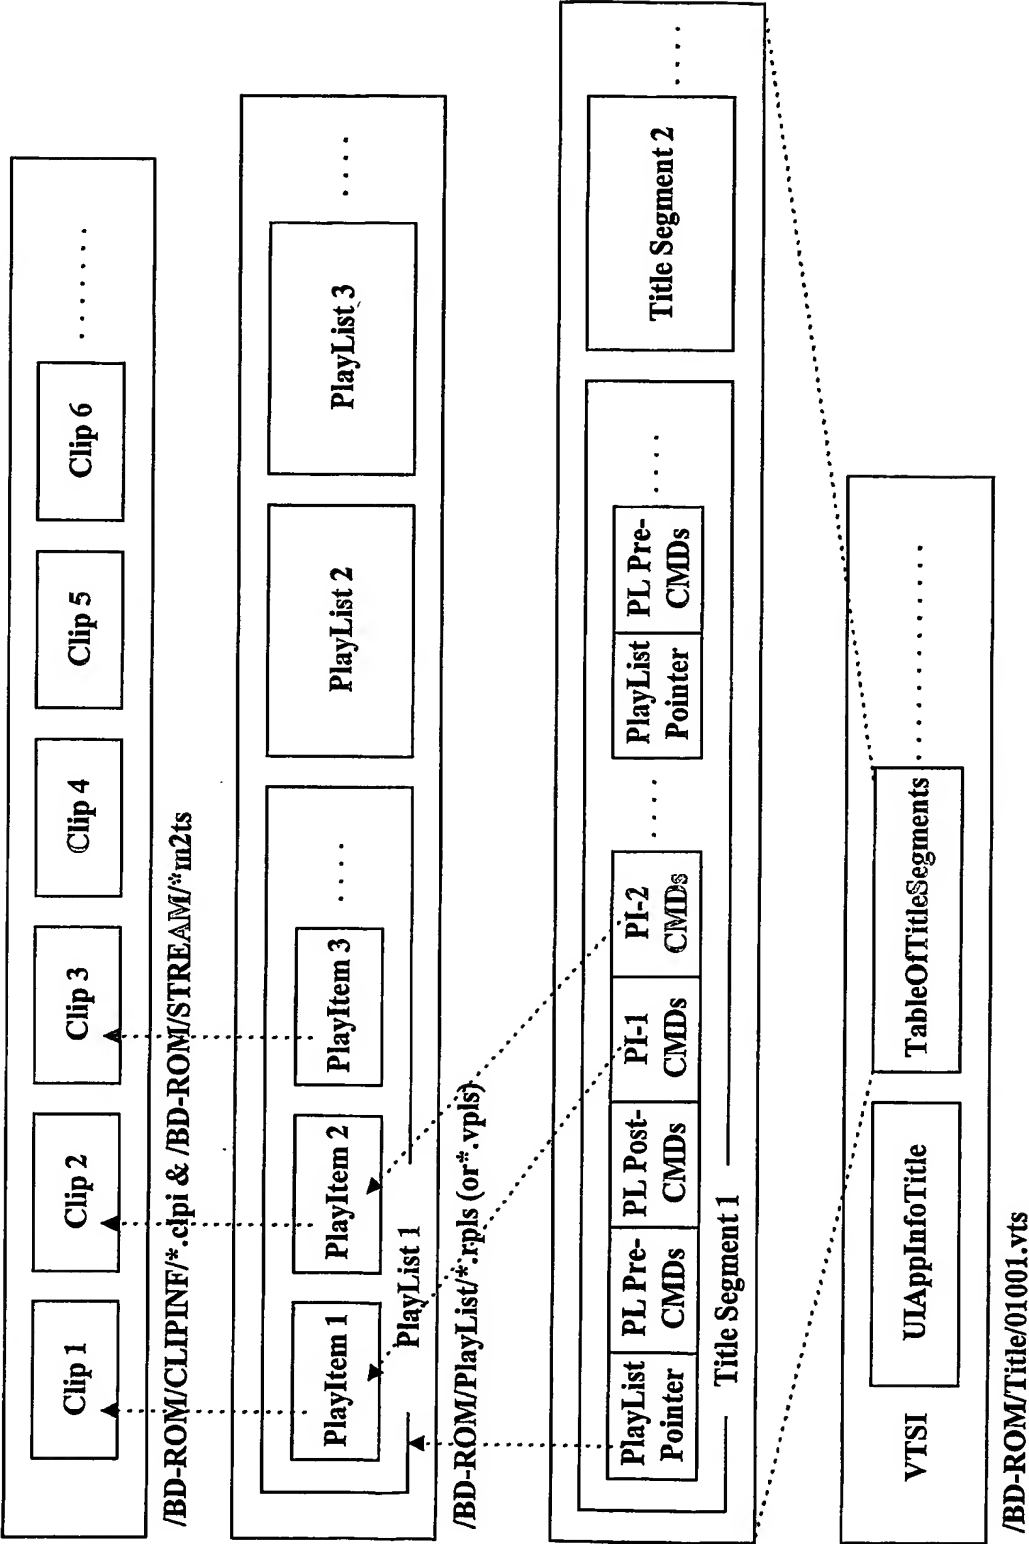 Clip 1
Clip 2
Clip 3
Clip 4
Clip 5
Clip 6
. . . . . . .
/BD-ROM/CLIPINF/*.clpi & /BD-ROM/STREAM/*m2ts
PlayItem 1
PlayItem 2
PlayItem 3
. . . .
PlayList 1
PlayList 2
PlayList 3
. . . .
/BD-ROM/PlayList/*.rpls (or*.vpls)
PlayList
Pointer
PL Pre-
CMDs
PL Post-
CMDs
PI-1
CMDs
PI-2
CMDs
. . . .
PlayList
Pointer
PL Pre-
CMDs
. . . .
Title Segment 1
Title Segment 2
. . . .
VTSI
UIAppInfoTitle
TableOfTitleSegments
. . . . . . . . . . .
/BD-ROM/Title/01001.vts